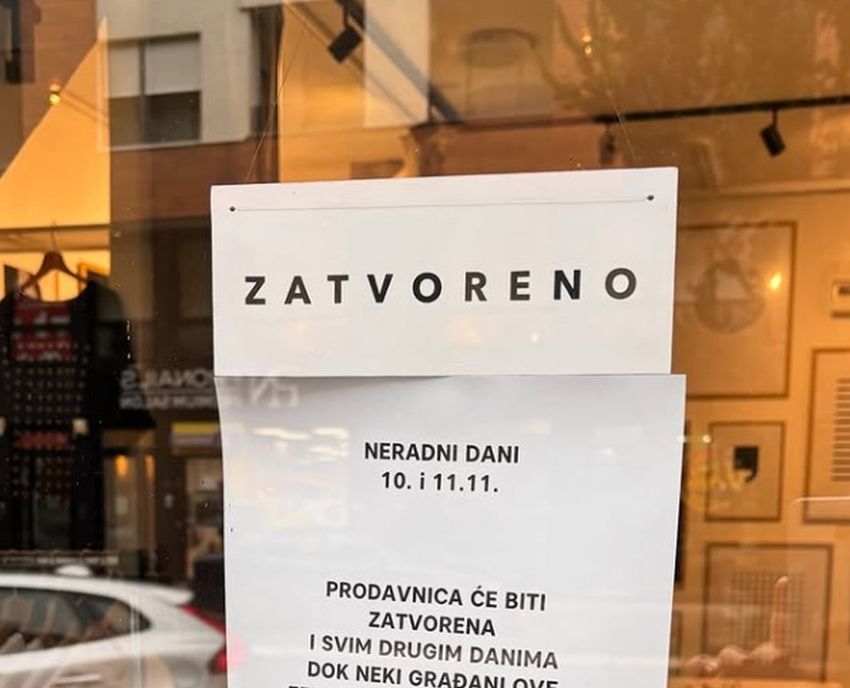 ZATVORENO
NERADNI DANI
10. i 11.11.
PRODAVNICA ĆE BITI
ZATVORENA
I SVIM DRUGIM DANIMA
DOK NEKI GRAĐANI OVE